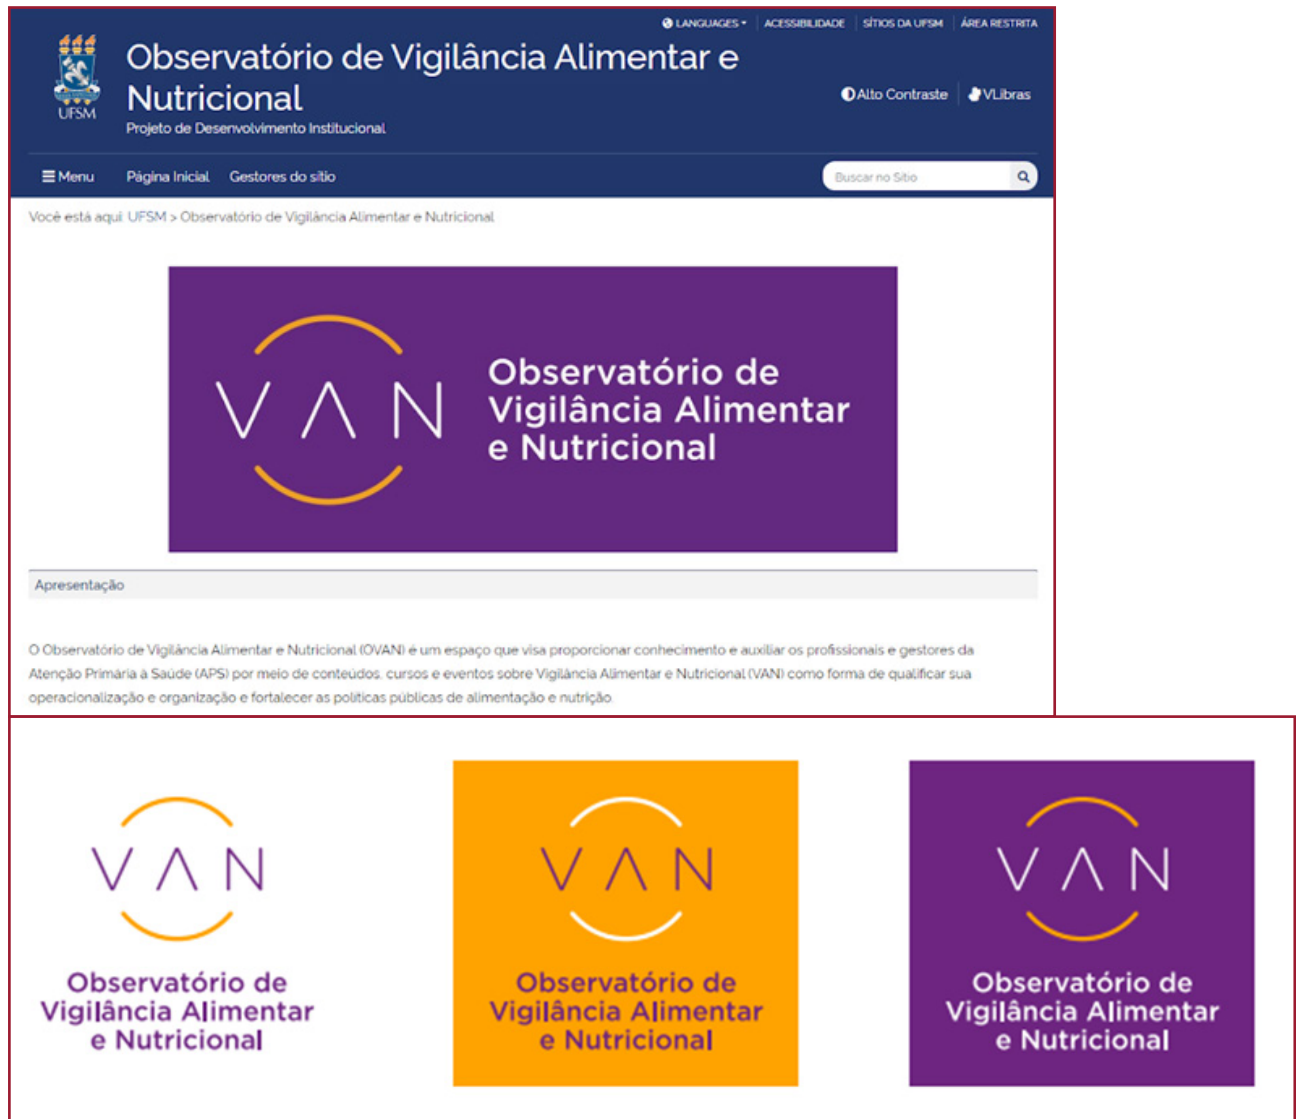 LANGUAGES ACESSIBILIDADE SÍTIOS DA UFSM ÁREA RESTRITA
UFSM
Observatório de Vigilância Alimentar e
Nutricional
Projeto de Desenvolvimento Institucional
Alto Contraste VLibras
Menu Página Inicial Gestores do sítio Buscar no Sítio
Você está aqui: UFSM > Observatório de Vigilância Alimentar e Nutricional
VAN
Observatório de
Vigilância Alimentar
e Nutricional
Apresentação
O Observatório de Vigilância Alimentar e Nutricional (OVAN) é um espaço que visa proporcionar conhecimento e auxiliar os profissionais e gestores da
Atenção Primária à Saúde (APS) por meio de conteúdos, cursos e eventos sobre Vigilância Alimentar e Nutricional (VAN) como forma de qualificar sua
operacionalização e organização e fortalecer as políticas públicas de alimentação e nutrição.
VAN
Observatório de
Vigilância Alimentar
e Nutricional
VAN
Observatório de
Vigilância Alimentar
e Nutricional
VAN
Observatório de
Vigilância Alimentar
e Nutricional